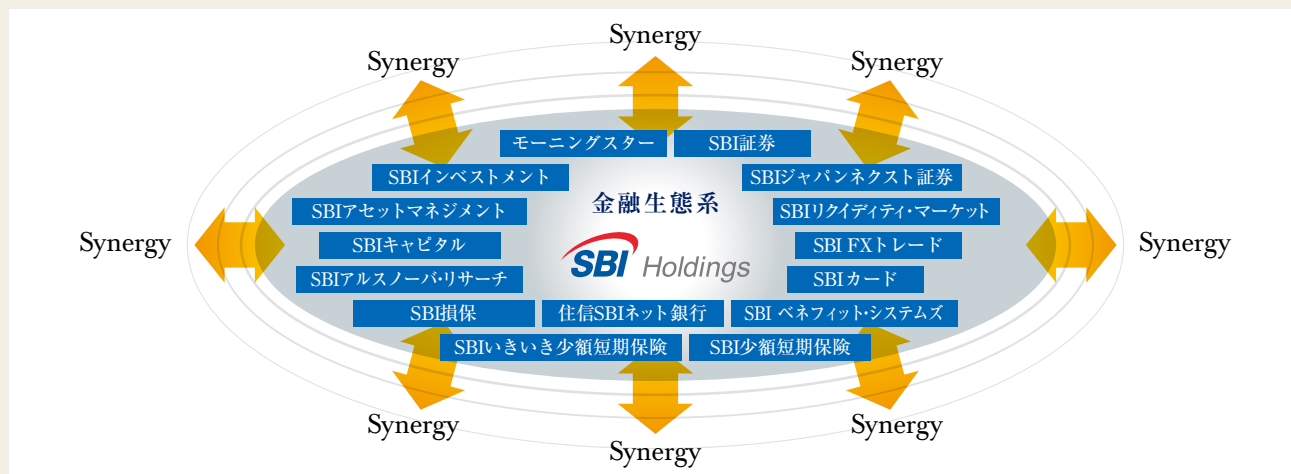 Synergy
Synergy
Synergy
モーニングスター
SBI証券
SBIインベストメント
SBIジャパンネクスト証券
金融生態系
SBIアセットマネジメント
SBIリクイディティ・マーケット
Synergy
SBIキャピタル
SBI Holdings
SBI FXトレード
Synergy
SBIアルスノーバ・リサーチ
SBIカード
SBI損保
住信SBIネット銀行
SBI ベネフィット・システムズ
SBIいきいき少額短期保険
SBI少額短期保険
Synergy
Synergy
Synergy